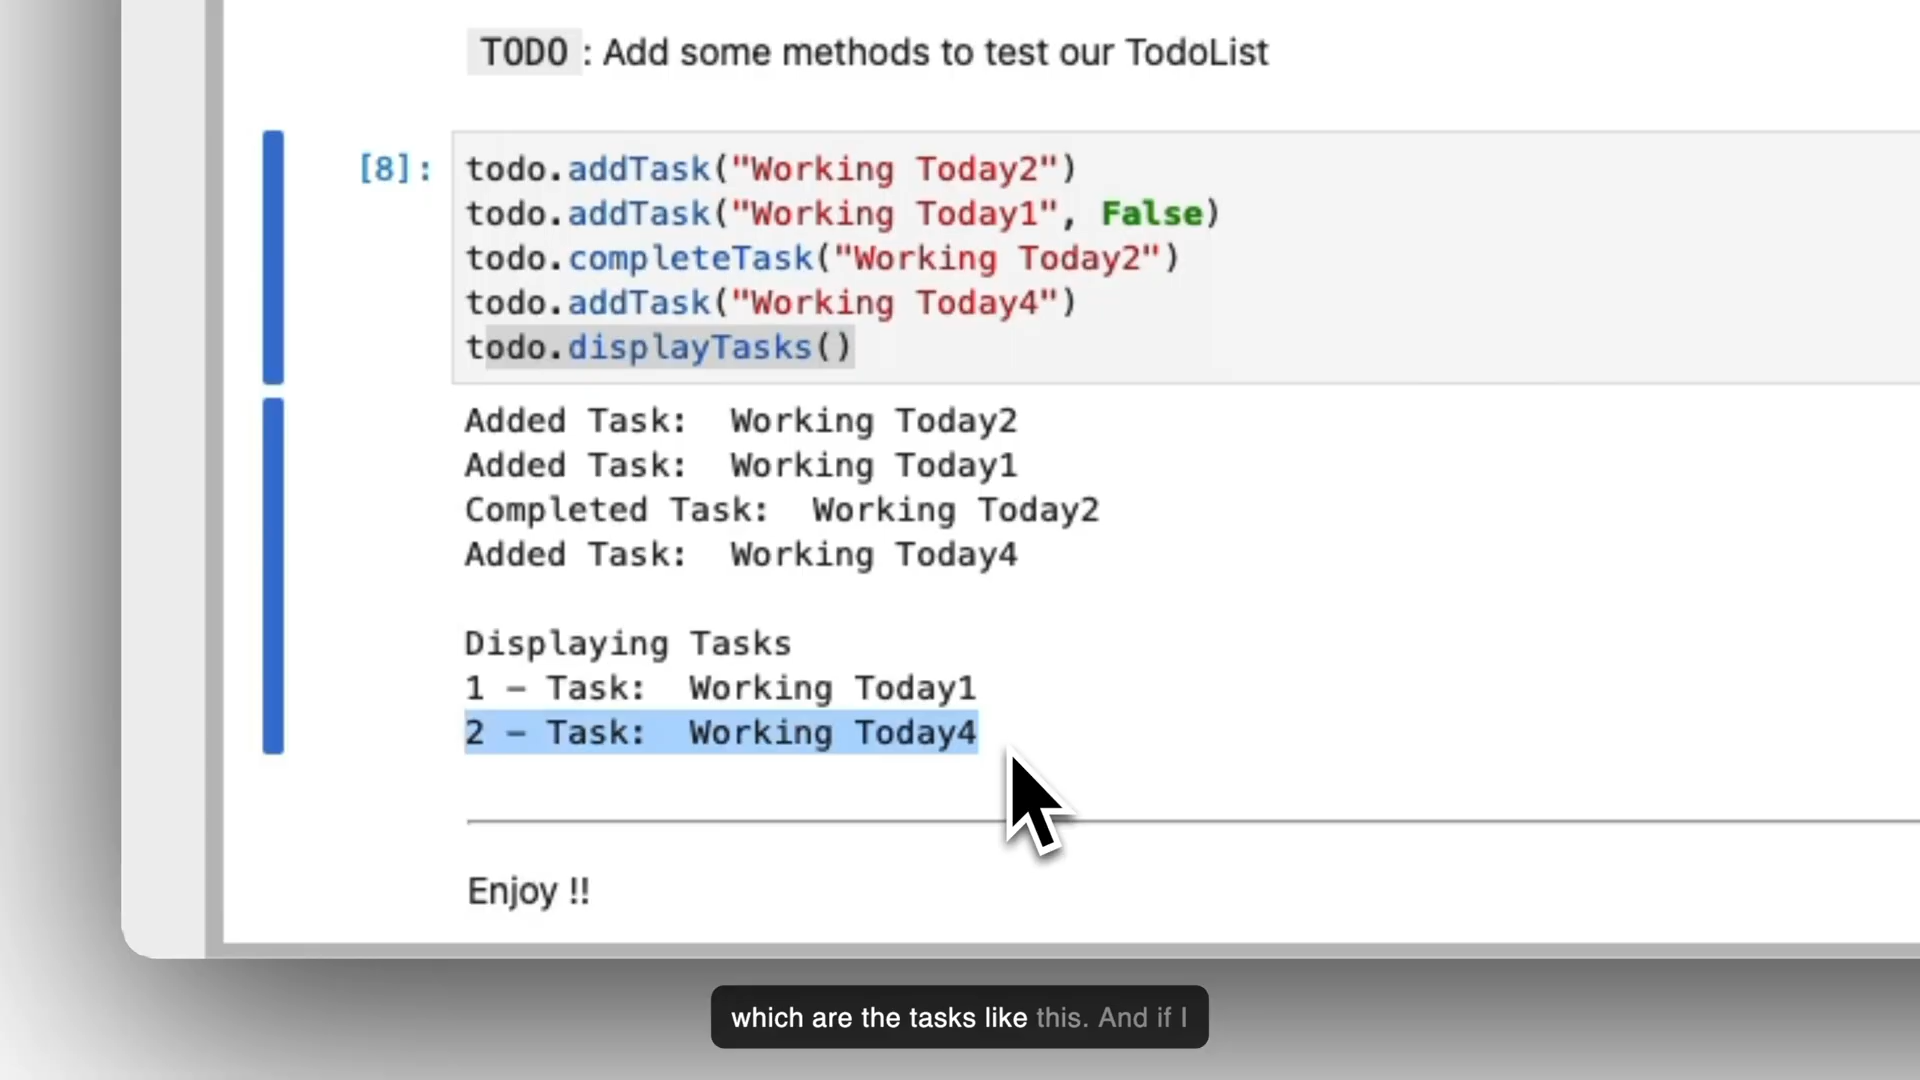 TODO : Add some methods to test our TodoList
[8]:
todo.addTask("Working Today2")
todo.addTask("Working Today1", False)
todo.completeTask("Working Today2")
todo.addTask("Working Today4")
todo.displayTasks()
Added Task:  Working Today2
Added Task:  Working Today1
Completed Task:  Working Today2
Added Task:  Working Today4
Displaying Tasks
1 – Task:  Working Today1
2 – Task:  Working Today4
Enjoy !!
which are the tasks like this. And if I